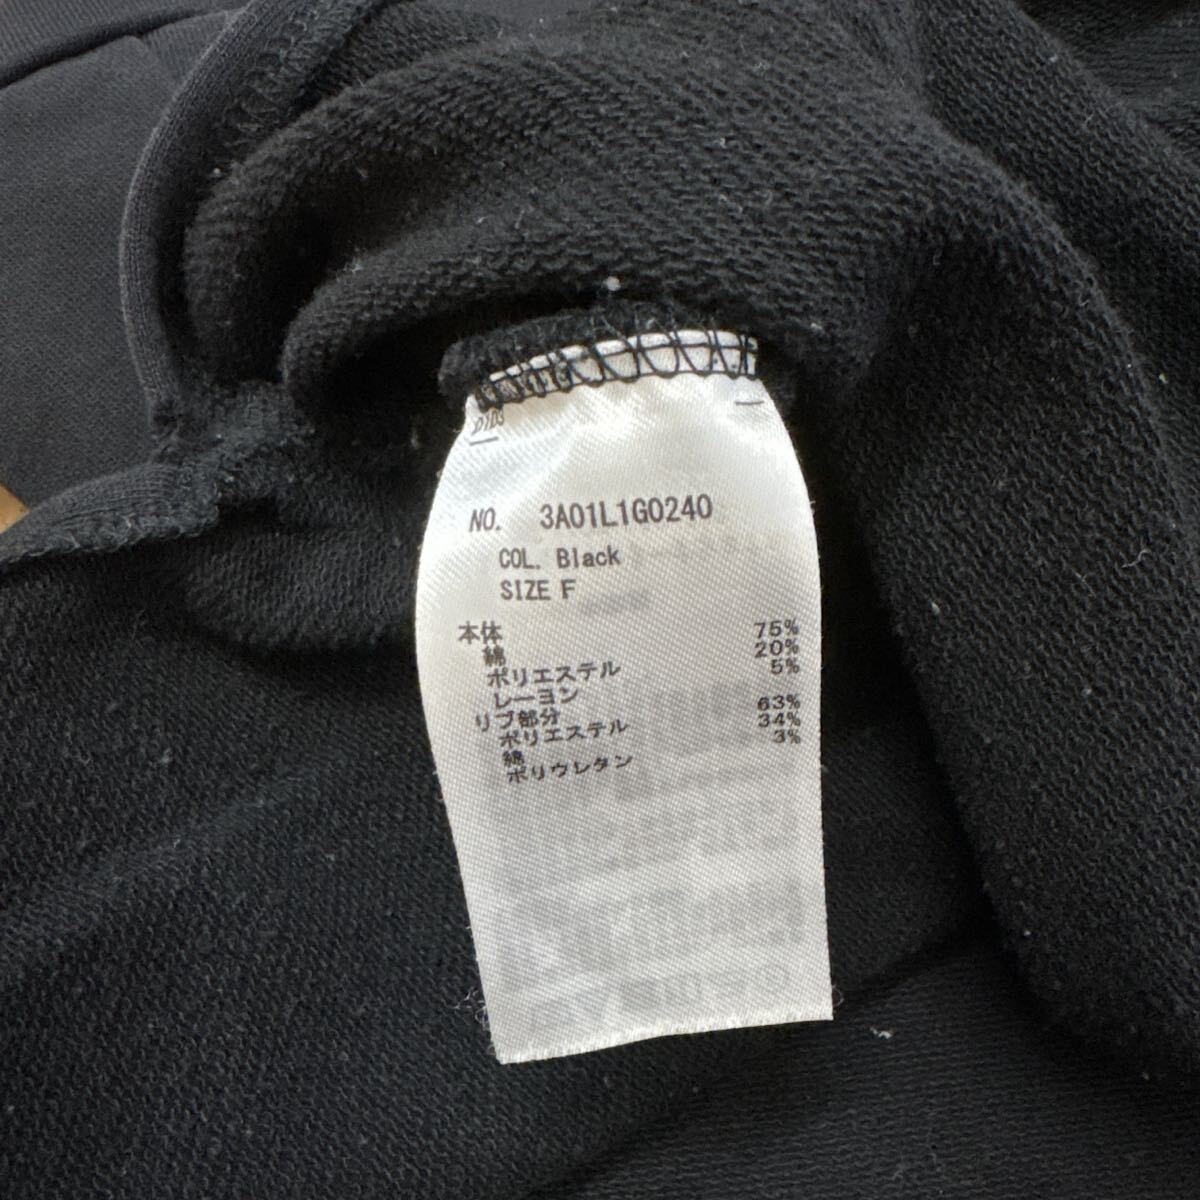 NO. 3A01L1G0240
COL. Black
SIZE F
本体
綿 75%
ポリエステル 20%
レーヨン 5%
リブ部分
ポリエステル 63%
綿 34%
ポリウレタン 3%